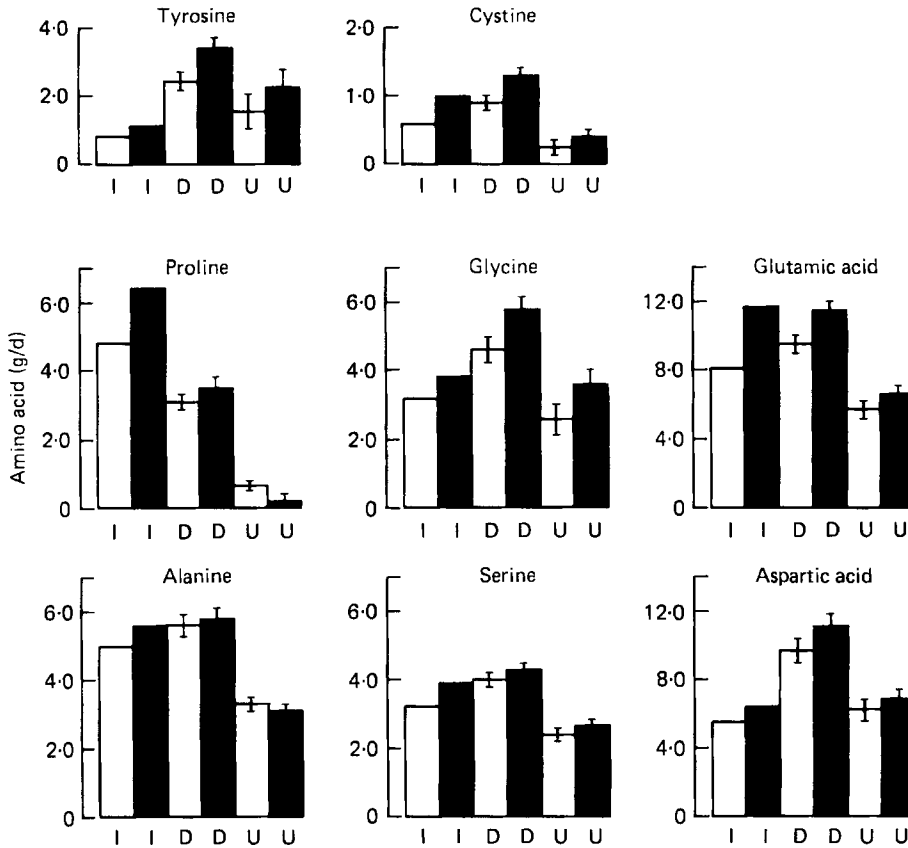 Tyrosine
4·0
2·0
0
I I D D U U
Cystine
2·0
1·0
0
I I D D U U
Amino acid (g/d)
Proline
6·0
4·0
2·0
0
I I D D U U
Glycine
6·0
4·0
2·0
0
I I D D U U
Glutamic acid
12·0
8·0
4·0
0
I I D D U U
Alanine
6·0
4·0
2·0
0
I I D D U U
Serine
6·0
4·0
2·0
0
I I D D U U
Aspartic acid
12·0
8·0
4·0
0
I I D D U U